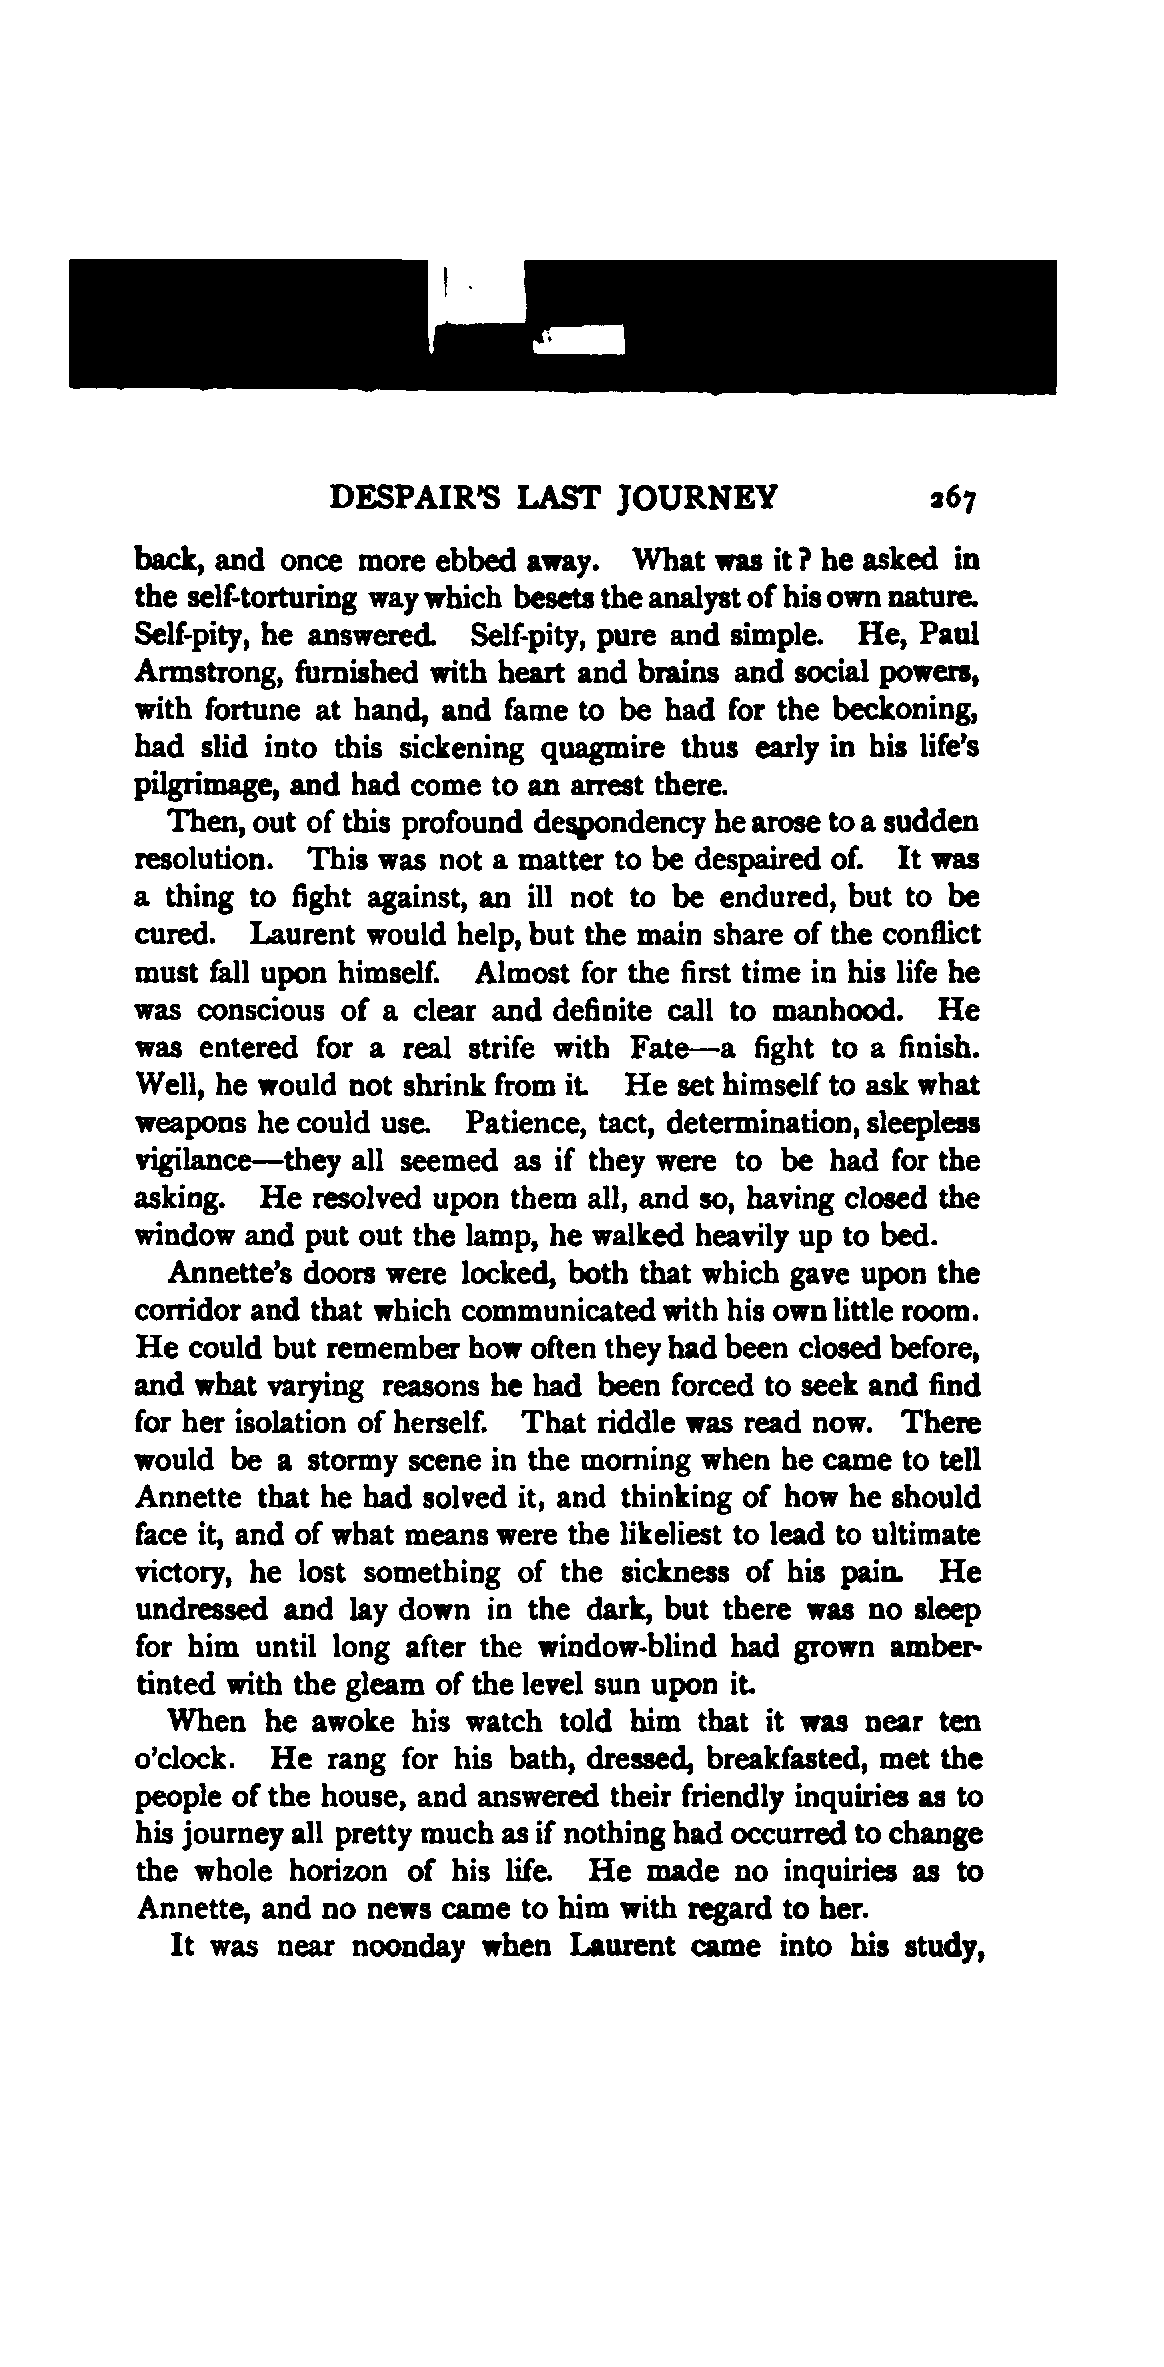 DESPAIR'S LAST JOURNEY 267
back, and once more ebbed away. What was it? he asked in
the self-torturing way which besets the analyst of his own nature.
Self-pity, he answered. Self-pity, pure and simple. He, Paul
Armstrong, furnished with heart and brains and social powers,
with fortune at hand, and fame to be had for the beckoning,
had slid into this sickening quagmire thus early in his life's
pilgrimage, and had come to an arrest there.
Then, out of this profound despondency he arose to a sudden
resolution. This was not a matter to be despaired of. It was
a thing to fight against, an ill not to be endured, but to be
cured. Laurent would help, but the main share of the conflict
must fall upon himself. Almost for the first time in his life he
was conscious of a clear and definite call to manhood. He
was entered for a real strife with Fate—a fight to a finish.
Well, he would not shrink from it. He set himself to ask what
weapons he could use. Patience, tact, determination, sleepless
vigilance—they all seemed as if they were to be had for the
asking. He resolved upon them all, and so, having closed the
window and put out the lamp, he walked heavily up to bed.
Annette's doors were locked, both that which gave upon the
corridor and that which communicated with his own little room.
He could but remember how often they had been closed before,
and what varying reasons he had been forced to seek and find
for her isolation of herself. That riddle was read now. There
would be a stormy scene in the morning when he came to tell
Annette that he had solved it, and thinking of how he should
face it, and of what means were the likeliest to lead to ultimate
victory, he lost something of the sickness of his pain. He
undressed and lay down in the dark, but there was no sleep
for him until long after the window-blind had grown amber-
tinted with the gleam of the level sun upon it.
When he awoke his watch told him that it was near ten
o'clock. He rang for his bath, dressed, breakfasted, met the
people of the house, and answered their friendly inquiries as to
his journey all pretty much as if nothing had occurred to change
the whole horizon of his life. He made no inquiries as to
Annette, and no news came to him with regard to her.
It was near noonday when Laurent came into his study,